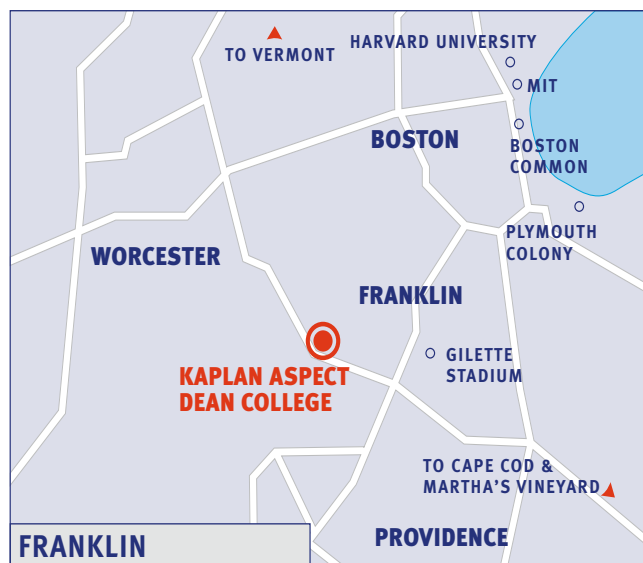 HARVARD UNIVERSITY
TO VERMONT
MIT
BOSTON
BOSTON
COMMON
PLYMOUTH
COLONY
WORCESTER
FRANKLIN
GILETTE
STADIUM
KAPLAN ASPECT
DEAN COLLEGE
TO CAPE COD &
MARTHA'S VINEYARD
PROVIDENCE
FRANKLIN